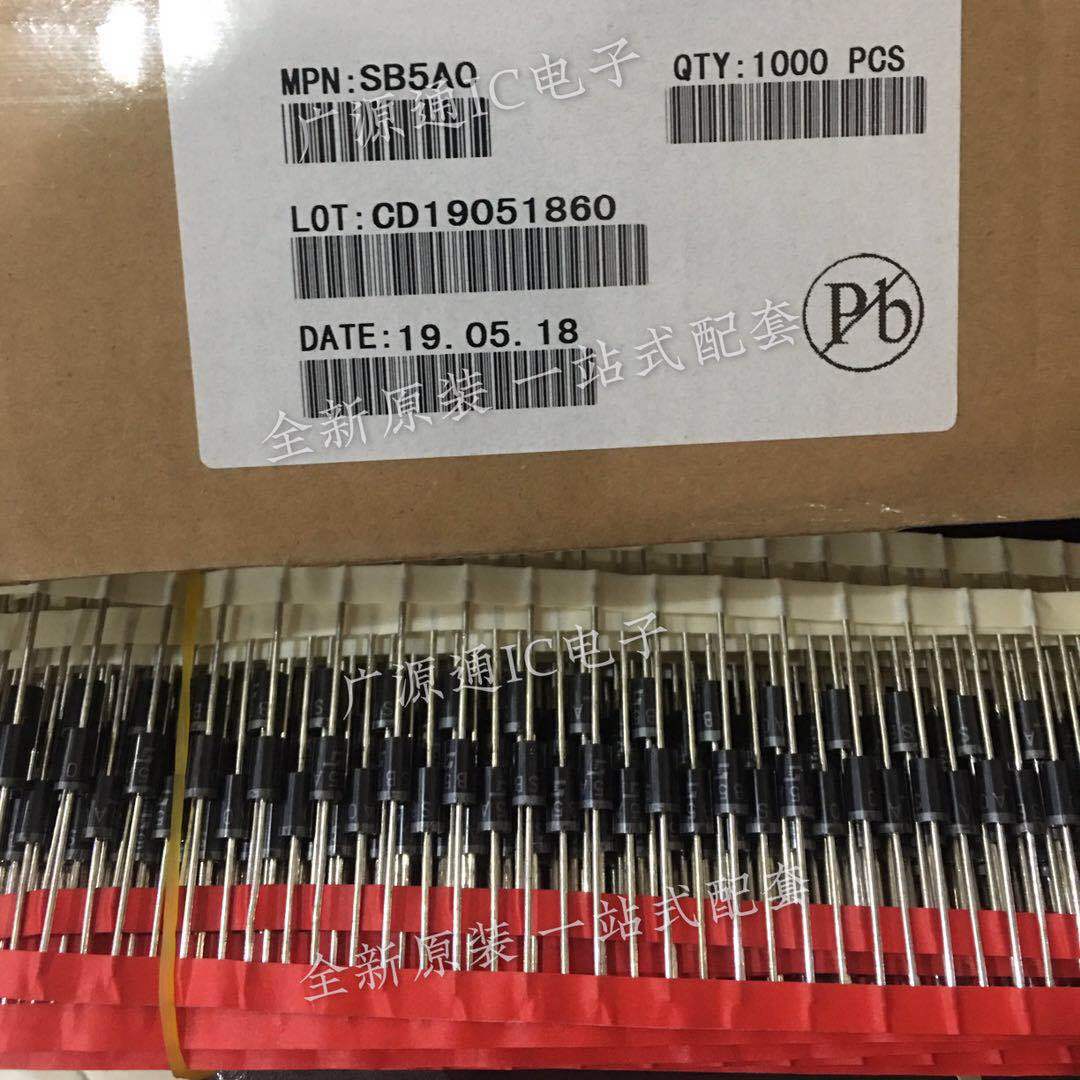 MPN:SB5A0
QTY:1000 PCS
广源通IC电子
LOT:CD19051860
DATE:19.05.18
Pb
全新原装 一站式配套
广源通IC电子
全新原装 一站式配套